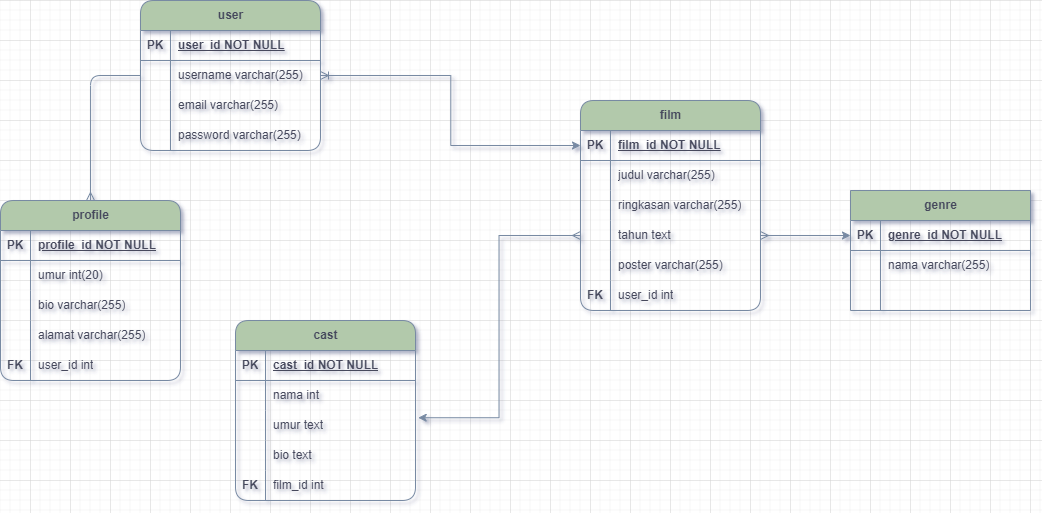 user
PK user_id NOT NULL
username varchar(255)
email varchar(255)
password varchar(255)
film
PK film_id NOT NULL
judul varchar(255)
ringkasan varchar(255)
tahun text
poster varchar(255)
FK user_id int
genre
PK genre_id NOT NULL
nama varchar(255)
profile
PK profile_id NOT NULL
umur int(20)
bio varchar(255)
alamat varchar(255)
FK user_id int
cast
PK cast_id NOT NULL
nama int
umur text
bio text
FK film_id int